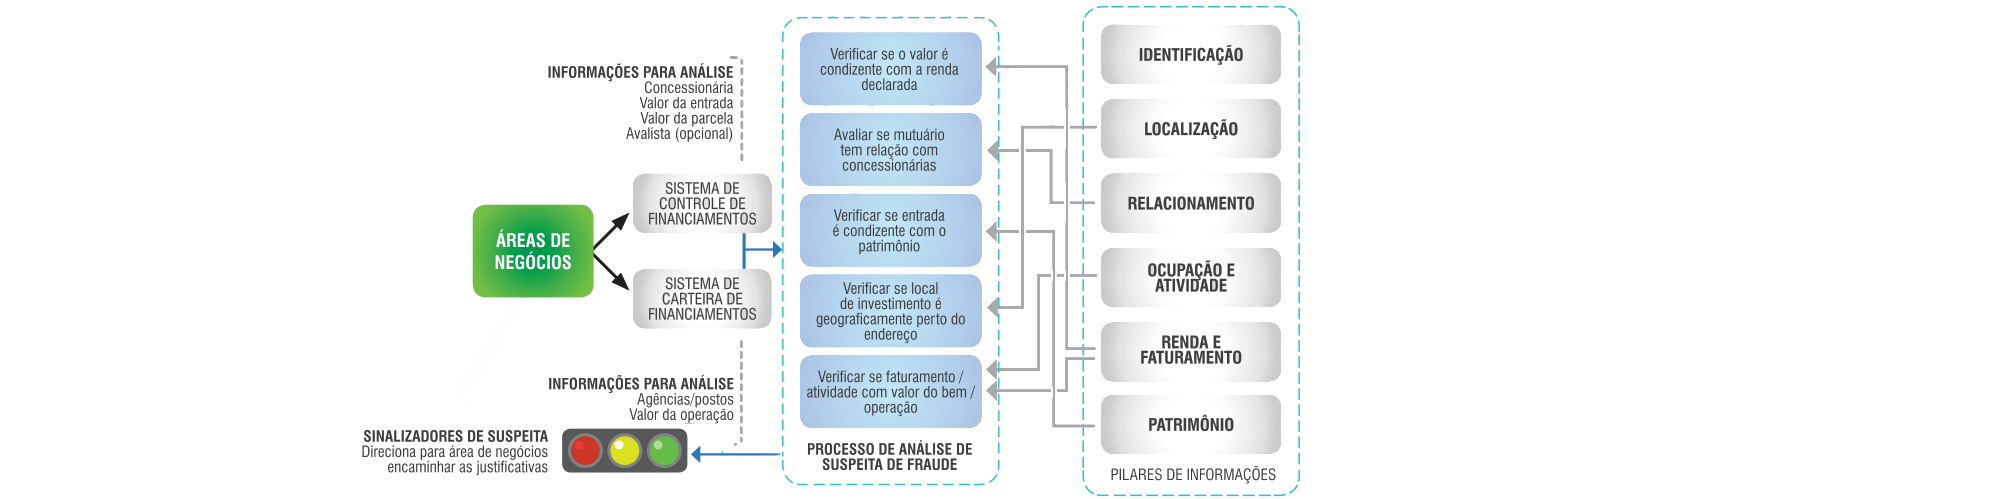 INFORMAÇÕES PARA ANÁLISE
Concessionária
Valor da entrada
Valor da parcela
Avalista (opcional)
ÁREAS DE
NEGÓCIOS
SISTEMA DE
CONTROLE DE
FINANCIAMENTOS
SISTEMA DE
CARTEIRA DE
FINANCIAMENTOS
INFORMAÇÕES PARA ANÁLISE
Agências/postos
Valor da operação
SINALIZADORES DE SUSPEITA
Direciona para área de negócios
encaminhar as justificativas
Verificar se o valor é
condizente com a renda
declarada
Avaliar se mutuário
tem relação com
concessionárias
Verificar se entrada
é condizente com o
patrimônio
Verificar se local
de investimento é
geograficamente perto do
endereço
Verificar se faturamento /
atividade com valor do bem /
operação
PROCESSO DE ANÁLISE DE
SUSPEITA DE FRAUDE
IDENTIFICAÇÃO
LOCALIZAÇÃO
RELACIONAMENTO
OCUPAÇÃO E
ATIVIDADE
RENDA E
FATURAMENTO
PATRIMÔNIO
PILARES DE INFORMAÇÕES